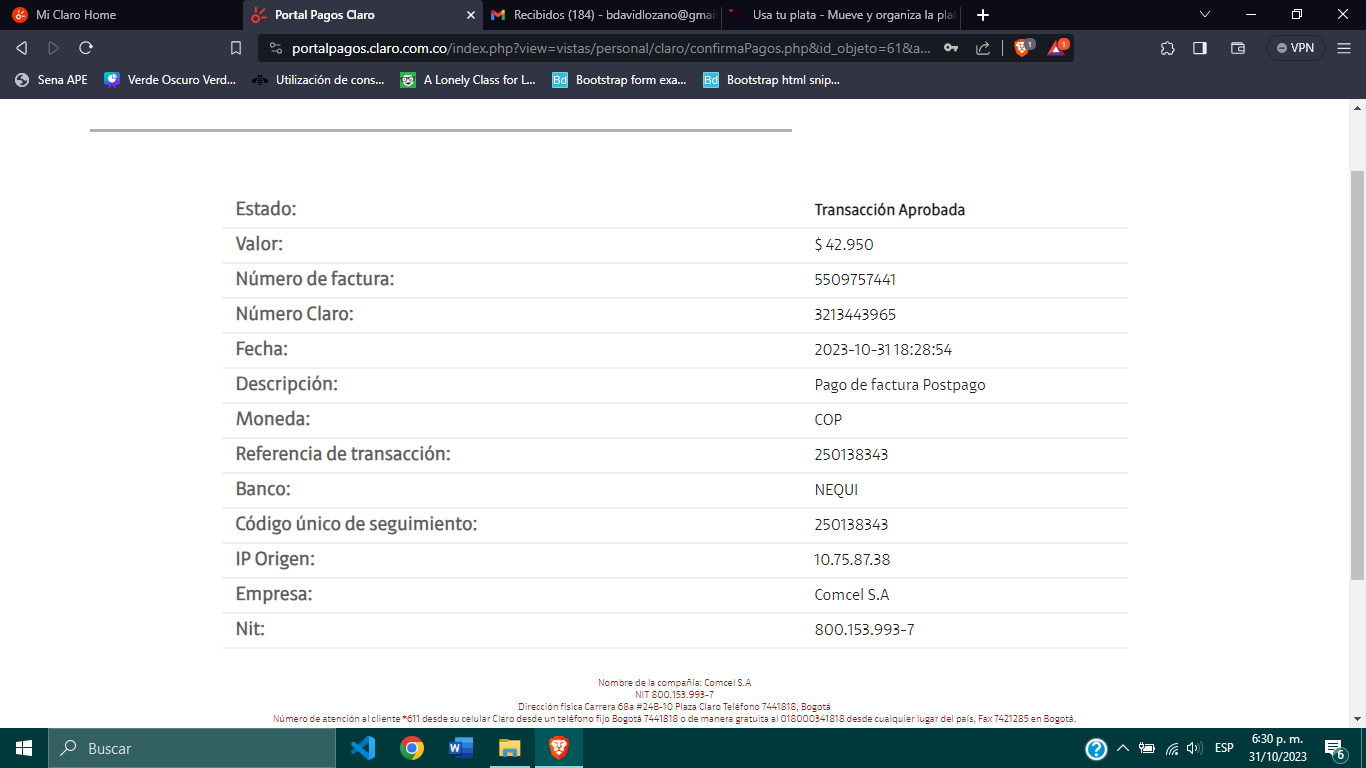 Mi Claro Home
Portal Pagos Claro
Recibidos (184) - bdavidlozano@gmai
Usa tu plata - Mueve y organiza la pla
portalpagos.claro.com.co/index.php?view=vistas/personal/claro/confirmaPagos.php&id_objeto=61&a...
1
1
VPN
Sena APE
Verde Oscuro Verd...
Utilización de cons...
A Lonely Class for L...
Bd Bootstrap form exa...
Bd Bootstrap html snip...
Estado: Transacción Aprobada
Valor: $ 42.950
Número de factura: 5509757441
Número Claro: 3213443965
Fecha: 2023-10-31 18:28:54
Descripción: Pago de factura Postpago
Moneda: COP
Referencia de transacción: 250138343
Banco: NEQUI
Código único de seguimiento: 250138343
IP Origen: 10.75.87.38
Empresa: Comcel S.A
Nit: 800.153.993-7
Nombre de la compañía: Comcel S.A
NIT 800.153.993-7
Dirección física Carrera 68a #24B-10 Plaza Claro Teléfono 7441818, Bogotá
Número de atención al cliente *611 desde su celular Claro desde un teléfono fijo Bogotá 7441818 o de manera gratuita al 018000341818 desde cualquier lugar del país, Fax 7421285 en Bogotá.
Buscar
ESP
6:30 p. m.
31/10/2023
6